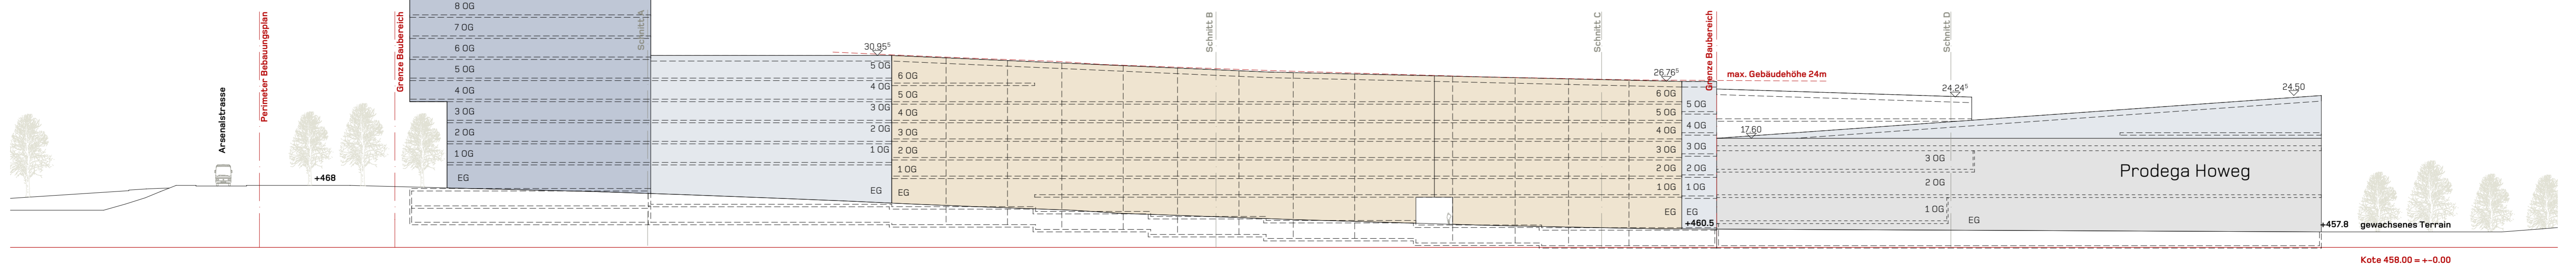 Arsenalstrasse
Perimeter Bebauungsplan
+468
Grenze Baubereich
8 OG
7 OG
6 OG
5 OG
4 OG
3 OG
2 OG
1 OG
EG
Schnitt A
30.95⁵
5 OG
4 OG
3 OG
2 OG
1 OG
EG
6 OG
5 OG
4 OG
3 OG
2 OG
1 OG
EG
Schnitt B
Schnitt C
26.76⁵
6 OG
5 OG
4 OG
3 OG
2 OG
1 OG
EG
5 OG
4 OG
3 OG
2 OG
1 OG
EG
+460.5
Grenze Baubereich
max. Gebäudehöhe 24m
17.60
Schnitt D
24.24⁵
3 OG
2 OG
1 OG
EG
24.50
Prodega Howeg
+457.8 gewachsenes Terrain
Kote 458.00 = +-0.00